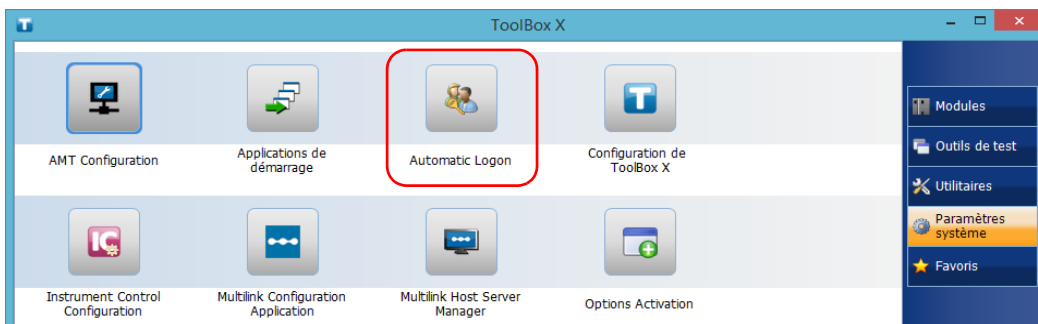 ToolBox X
AMT Configuration
Applications de
démarrage
Automatic Logon
Configuration de
ToolBox X
Instrument Control
Configuration
Multilink Configuration
Application
Multilink Host Server
Manager
Options Activation
Modules
Outils de test
Utilitaires
Paramètres
système
Favoris